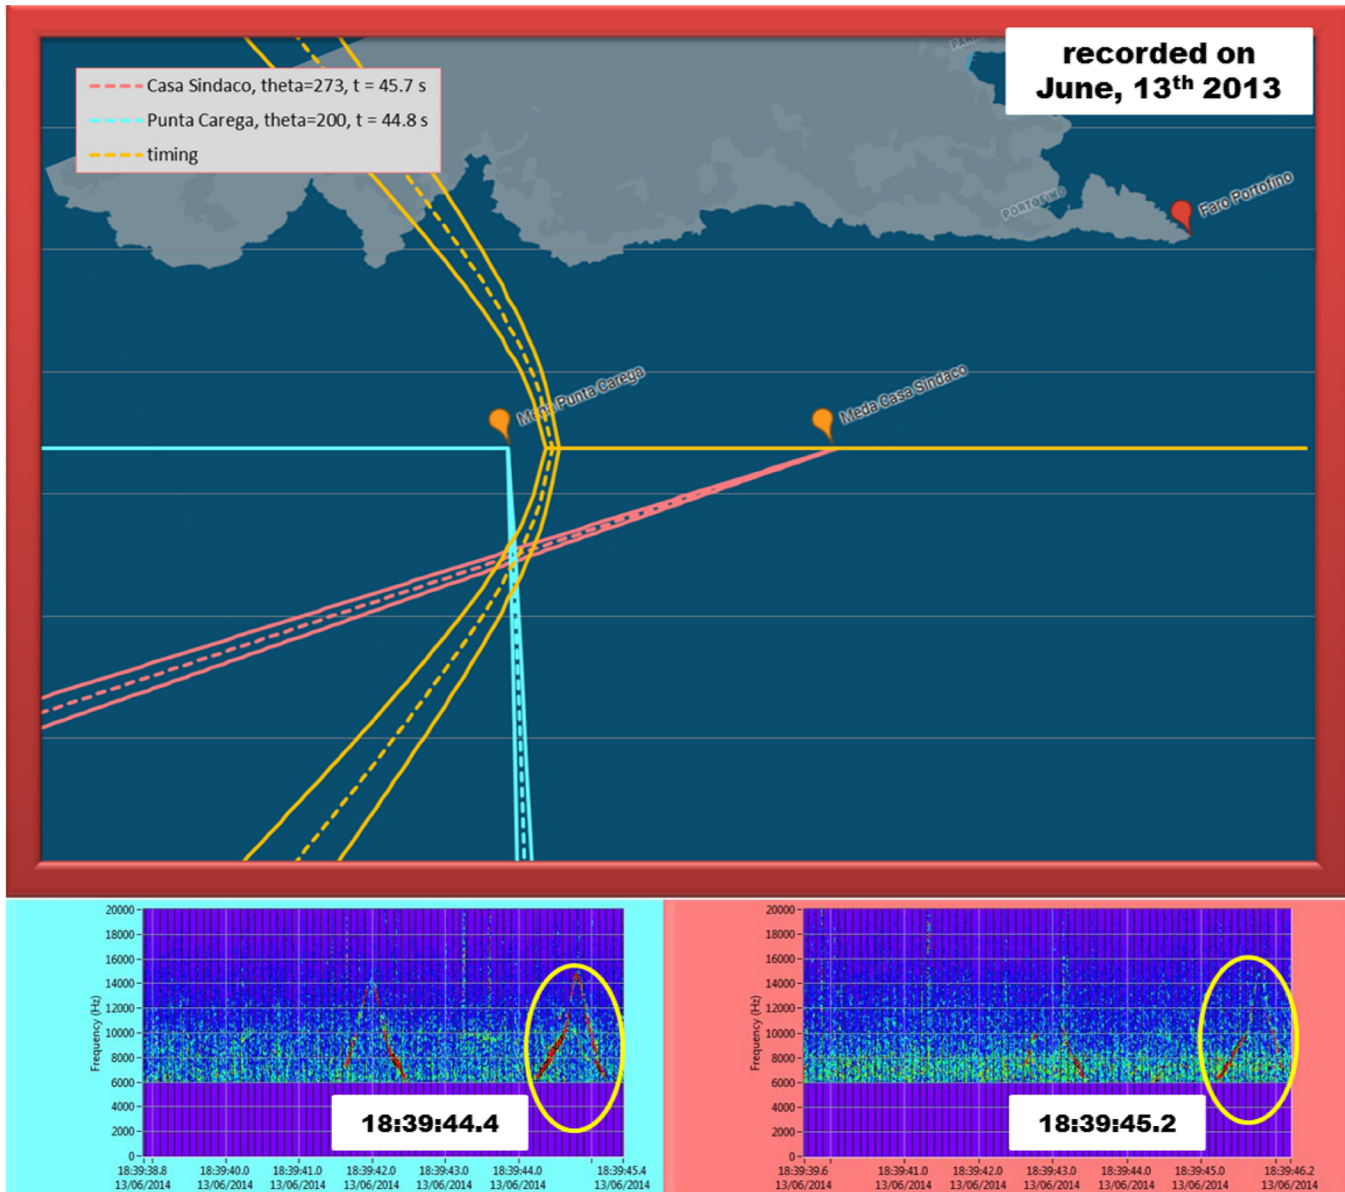 recorded on
June, 13th 2013
Casa Sindaco, theta=273, t = 45.7 s
Punta Carega, theta=200, t = 44.8 s
timing
PORTOFINO
Faro Portofino
Meda Punta Carega
Meda Casa Sindaco
20000
18000
16000
14000
12000
10000
8000
6000
4000
2000
0
Frequency (Hz)
18:39:44.4
18:39:38.8 18:39:40.0 18:39:41.0 18:39:42.0 18:39:43.0 18:39:44.0 18:39:45.4
13/06/2014 13/06/2014 13/06/2014 13/06/2014 13/06/2014 13/06/2014 13/06/2014
20000
18000
16000
14000
12000
10000
8000
6000
4000
2000
0
Frequency (Hz)
18:39:45.2
18:39:39.6 18:39:41.0 18:39:42.0 18:39:43.0 18:39:44.0 18:39:45.0 18:39:46.2
13/06/2014 13/06/2014 13/06/2014 13/06/2014 13/06/2014 13/06/2014 13/06/2014